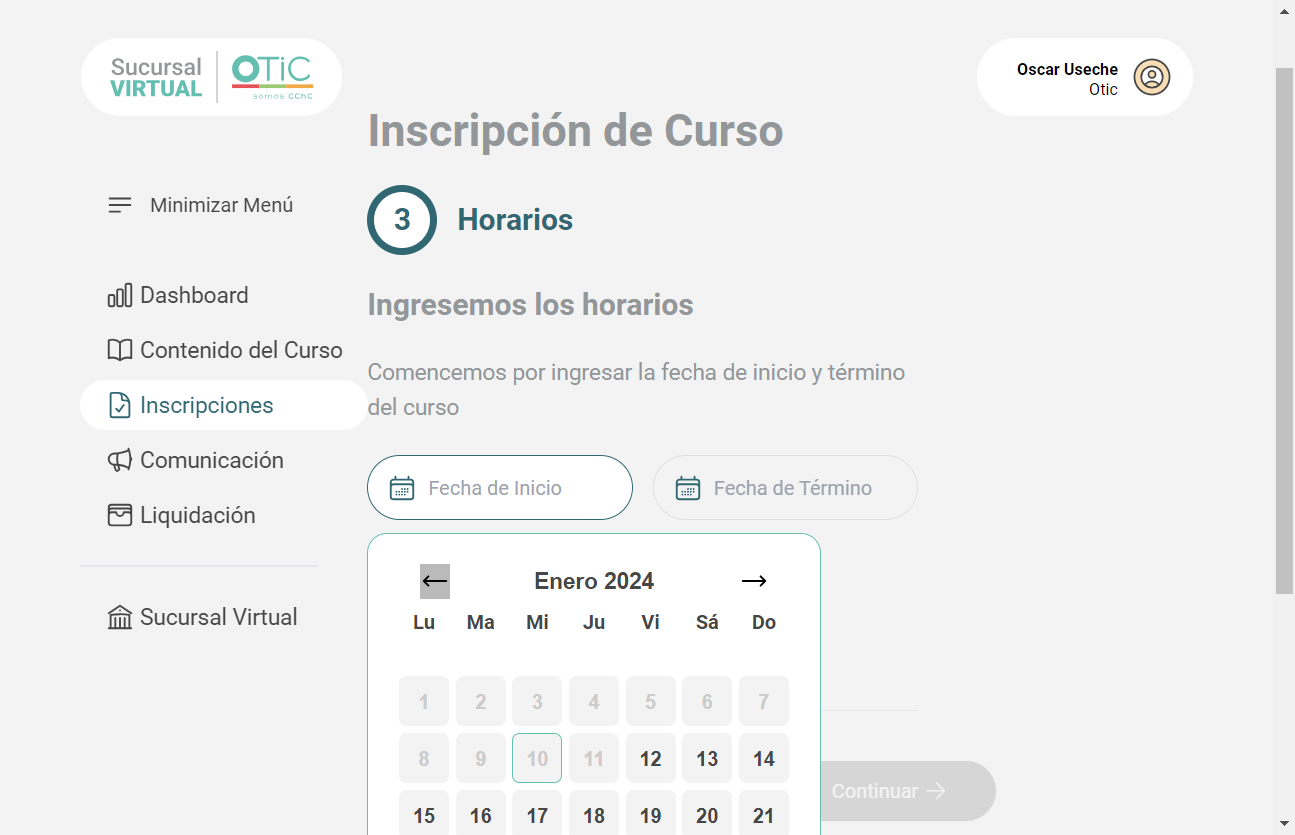 Sucursal
VIRTUAL
OTiC
somos CChC
Oscar Useche
Otic
Inscripción de Curso
Minimizar Menú
3 Horarios
Dashboard
Contenido del Curso
Inscripciones
Comunicación
Liquidación
Sucursal Virtual
Ingresemos los horarios
Comencemos por ingresar la fecha de inicio y término
del curso
Fecha de Inicio Fecha de Término
Enero 2024
Lu Ma Mi Ju Vi Sá Do
1 2 3 4 5 6 7
8 9 10 11 12 13 14
15 16 17 18 19 20 21
Continuar